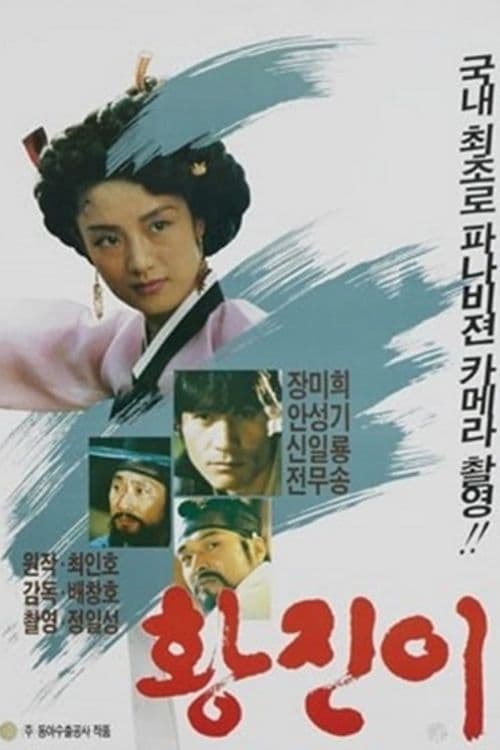 국내 최초로 파나비젼 카메라 촬영!!
장미희
안성기
신일룡
전무송
원작·최인호
감독·배창호
촬영·정일성
황진이
주 동아수출공사 작품